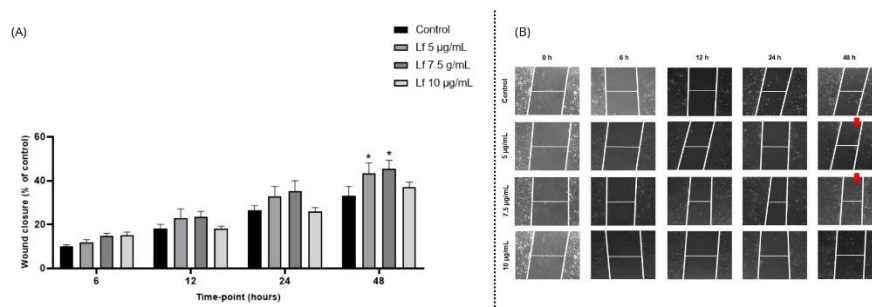 (A)
Control
Lf 5 µg/mL
Lf 7.5 g/mL
Lf 10 µg/mL
Wound closure (% of control)
60
40
20
0
* *
6 12 24 48
Time-point (hours)
(B)
0 h 6 h 12 h 24 h 48 h
Control
5 µg/mL
7.5 µg/mL
10 µg/mL